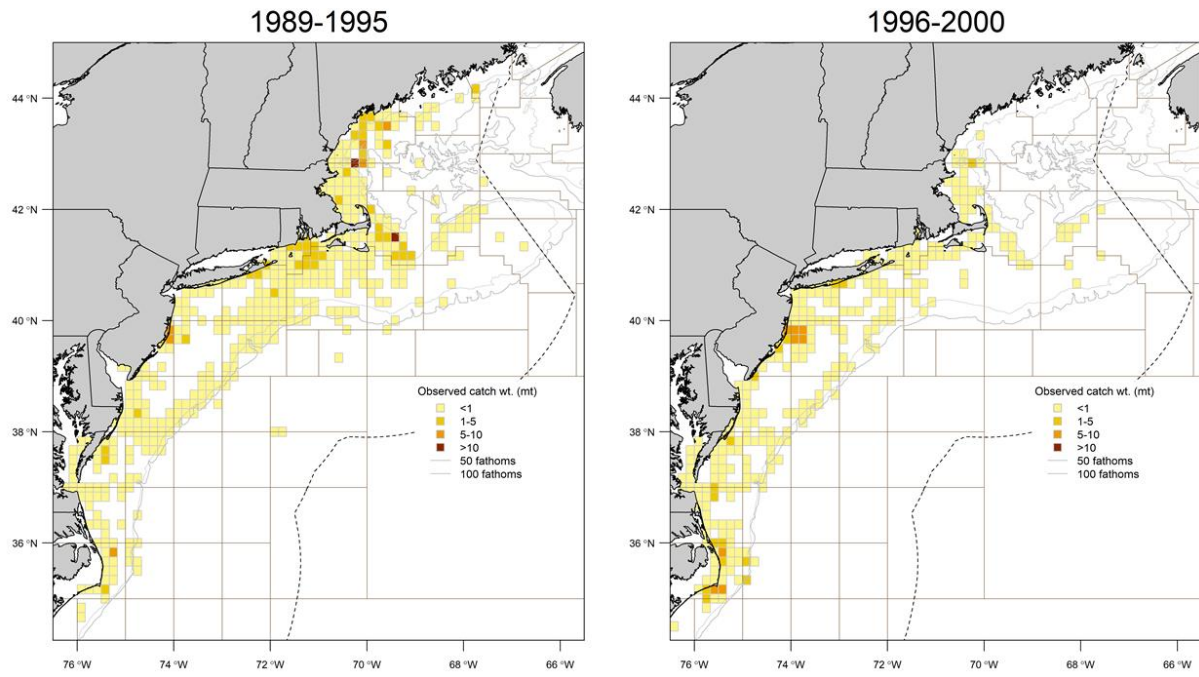 1989-1995
44 °N
42 °N
40 °N
38 °N
36 °N
76 °W
74 °W
72 °W
70 °W
68 °W
66 °W
Observed catch wt. (mt)
<1
1-5
5-10
>10
50 fathoms
100 fathoms
1996-2000
44 °N
42 °N
40 °N
38 °N
36 °N
76 °W
74 °W
72 °W
70 °W
68 °W
66 °W
Observed catch wt. (mt)
<1
1-5
5-10
>10
50 fathoms
100 fathoms